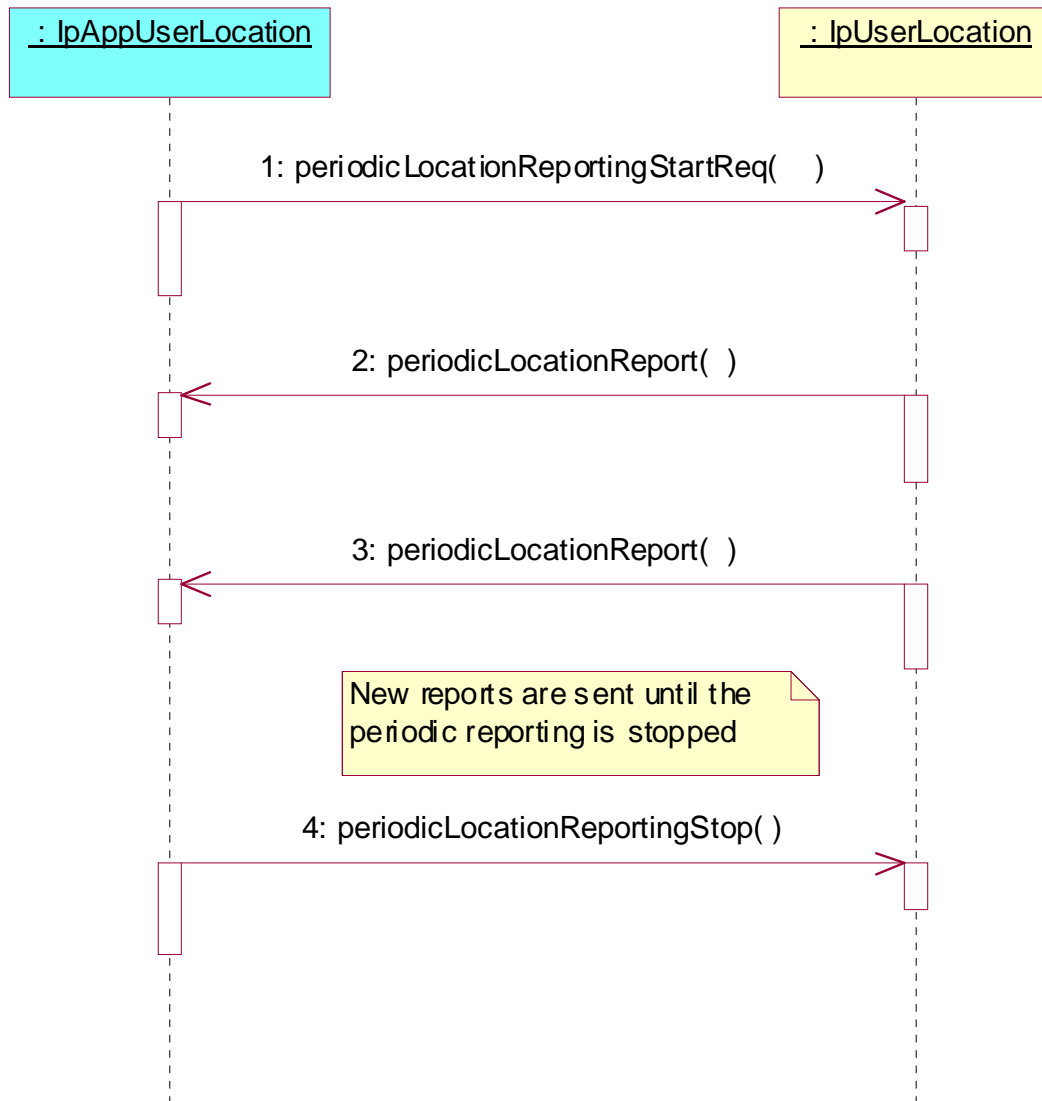 : IpAppUserLocation
: IpUserLocation
1: periodicLocationReportingStartReq( )
2: periodicLocationReport( )
3: periodicLocationReport( )
New reports are sent until the
periodic reporting is stopped
4: periodicLocationReportingStop( )